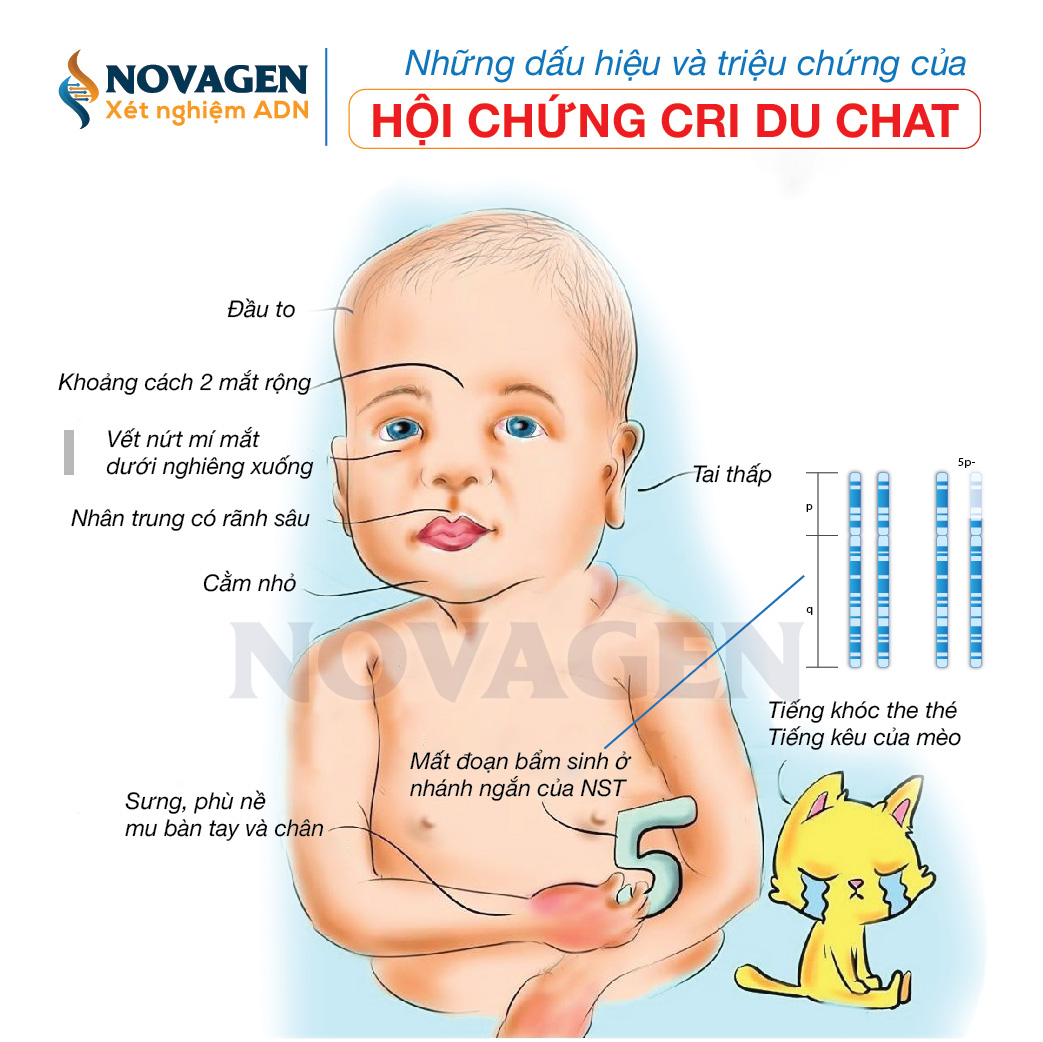 NOVAGEN
Xét nghiệm ADN
Những dấu hiệu và triệu chứng của
HỘI CHỨNG CRI DU CHAT
Đầu to
Khoảng cách 2 mắt rộng
Vết nứt mí mắt
dưới nghiêng xuống
Nhân trung có rãnh sâu
Cằm nhỏ
Tai thấp
5p-
p
q
NOVAGEN
Tiếng khóc the thé
Tiếng kêu của mèo
Mất đoạn bẩm sinh ở
nhánh ngắn của NST
5
Sưng, phù nề
mu bàn tay và chân